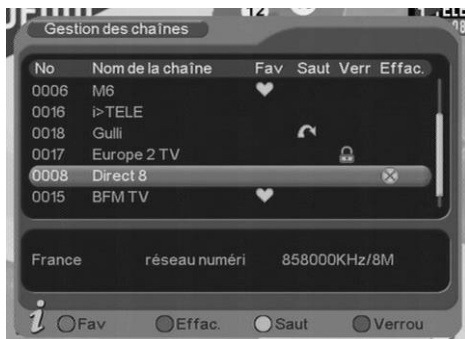 12
Gestion des chaînes
No Nom de la chaîne Fav Saut Verr Effac.
0006 M6
0016 i>TELE
0018 Gulli
0017 Europe 2 TV
0008 Direct 8
0015 BFM TV
France réseau numéri 858000KHz/8M
i Fav Effac. Saut Verrou